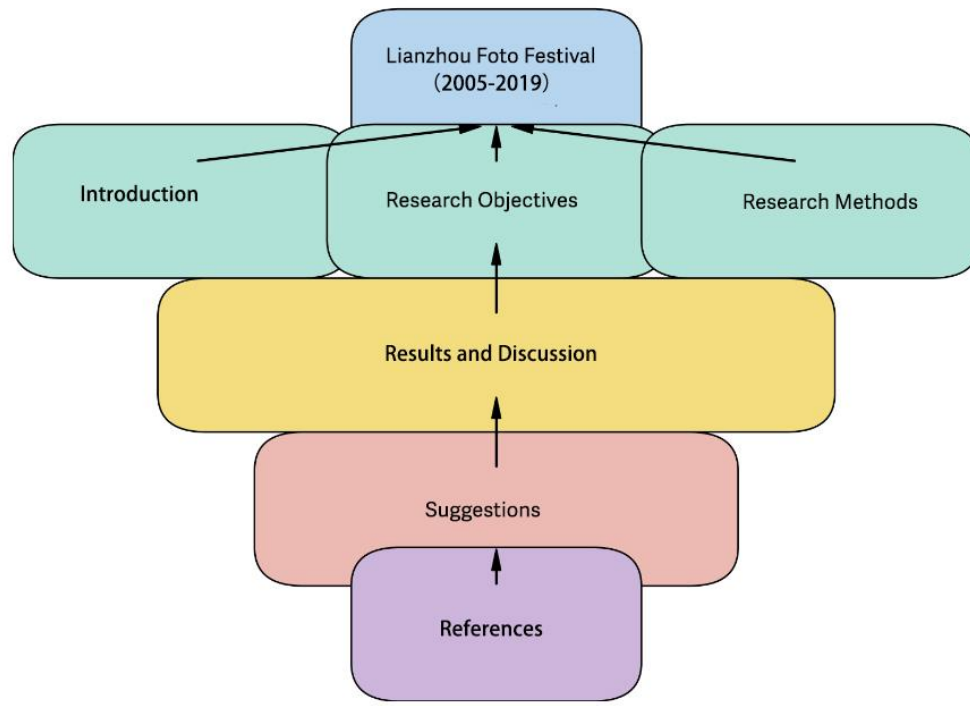 Lianzhou Foto Festival
（2005-2019）
Introduction
Research Objectives
Research Methods
Results and Discussion
Suggestions
References